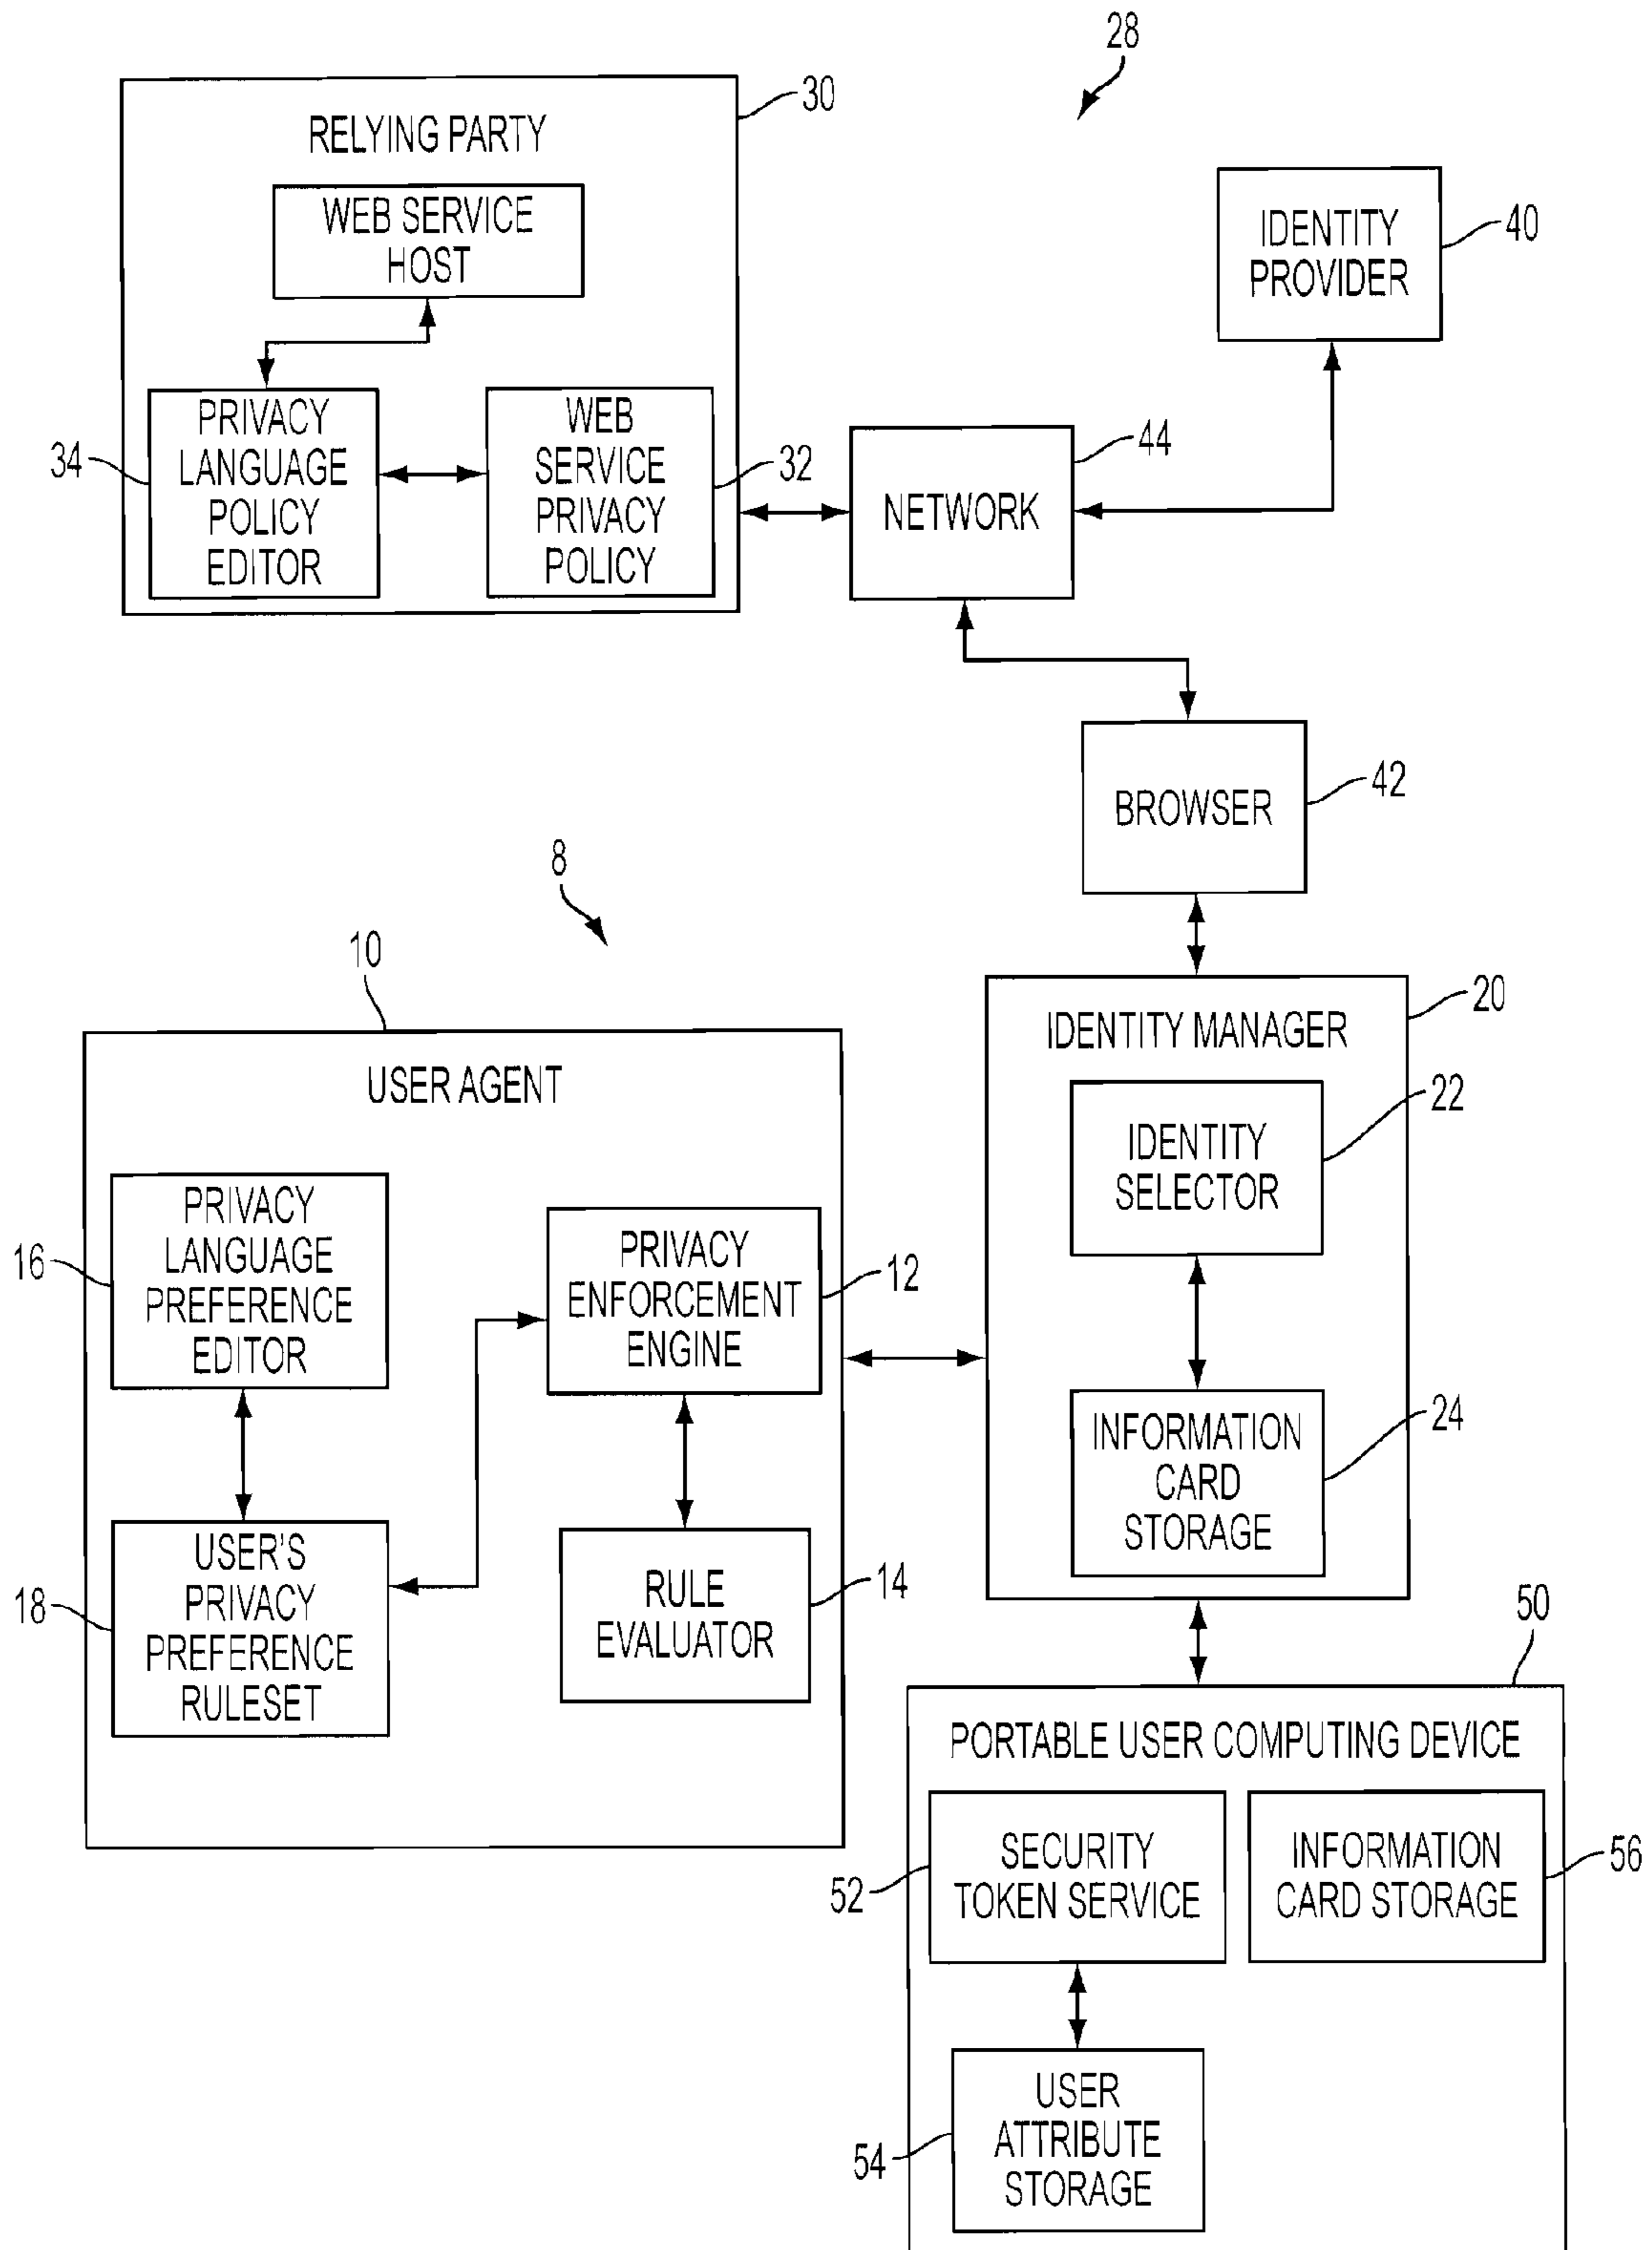 28
30
RELYING PARTY
WEB SERVICE
HOST
IDENTITY
PROVIDER
40
34
PRIVACY
LANGUAGE
POLICY
EDITOR
WEB
SERVICE
PRIVACY
POLICY
32
44
NETWORK
BROWSER
42
8
10
USER AGENT
PRIVACY
LANGUAGE
PREFERENCE
EDITOR
16
PRIVACY
ENFORCEMENT
ENGINE
12
USER'S
PRIVACY
PREFERENCE
RULESET
18
RULE
EVALUATOR
14
20
IDENTITY MANAGER
22
IDENTITY
SELECTOR
INFORMATION
CARD
STORAGE
24
50
PORTABLE USER COMPUTING DEVICE
SECURITY
TOKEN SERVICE
52
INFORMATION
CARD STORAGE
56
USER
ATTRIBUTE
STORAGE
54